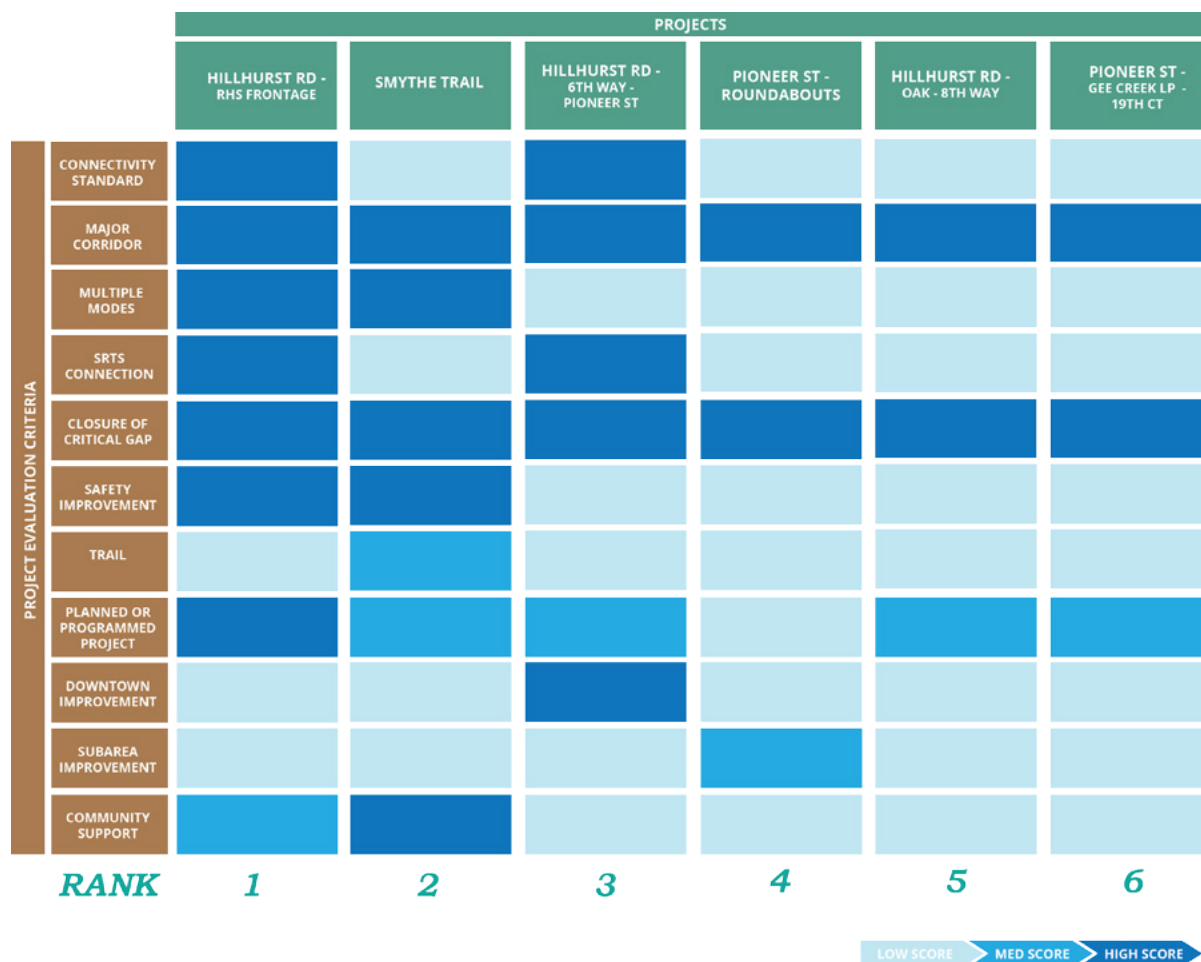 PROJECTS
HILLHURST RD -
RHS FRONTAGE
SMYTHE TRAIL
HILLHURST RD -
6TH WAY -
PIONEER ST
PIONEER ST -
ROUNDABOUTS
HILLHURST RD -
OAK - 8TH WAY
PIONEER ST -
GEE CREEK LP -
19TH CT
PROJECT EVALUATION CRITERIA
CONNECTIVITY
STANDARD
MAJOR
CORRIDOR
MULTIPLE
MODES
SRTS
CONNECTION
CLOSURE OF
CRITICAL GAP
SAFETY
IMPROVEMENT
TRAIL
PLANNED OR
PROGRAMMED
PROJECT
DOWNTOWN
IMPROVEMENT
SUBAREA
IMPROVEMENT
COMMUNITY
SUPPORT
RANK 1 2 3 4 5 6
LOW SCORE MED SCORE HIGH SCORE